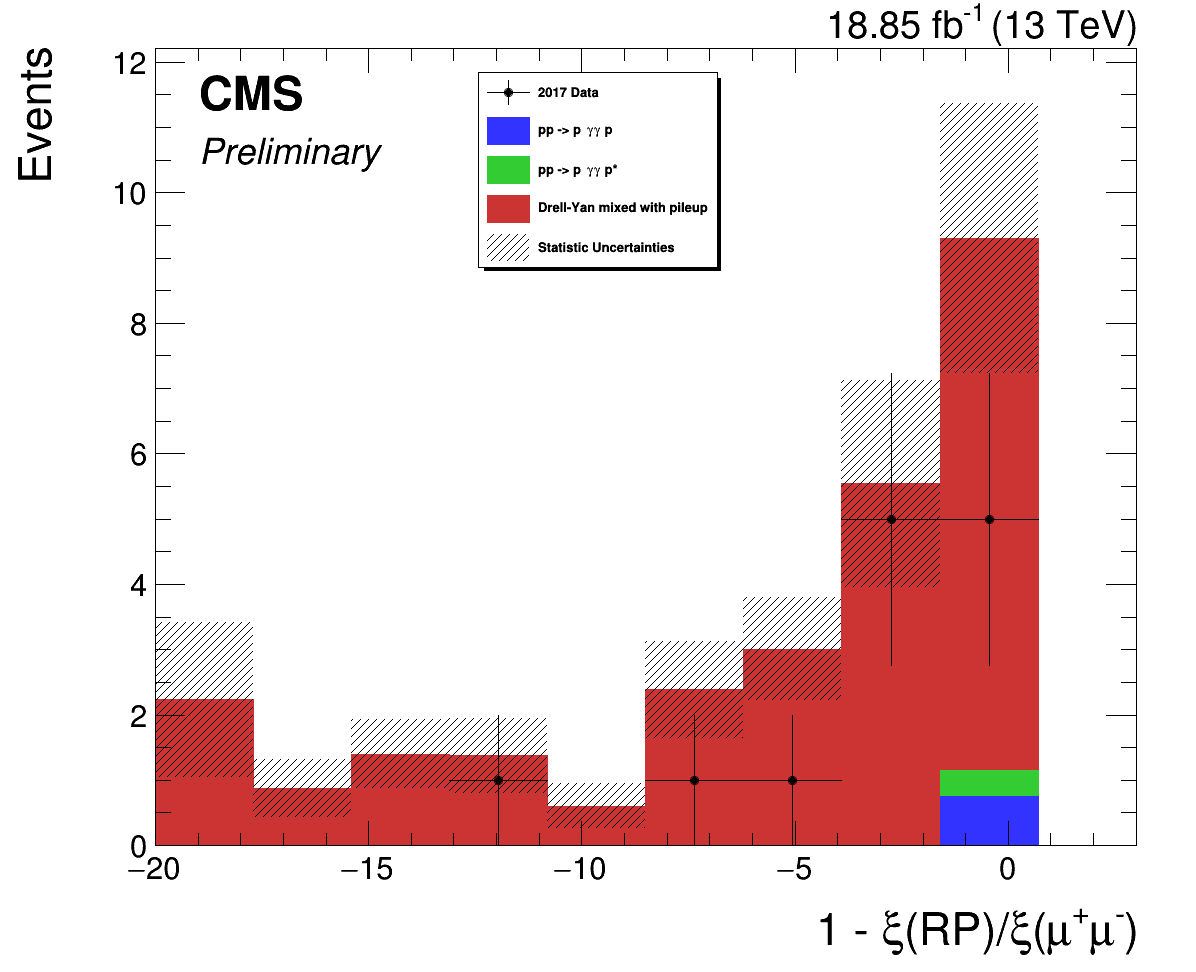 18.85 fb⁻¹ (13 TeV)
Events
CMS
Preliminary
2017 Data
pp -> p γγ p
pp -> p γγ p*
Drell-Yan mixed with pileup
Statistic Uncertainties
12
10
8
6
4
2
0
−20 −15 −10 −5 0
1 - ξ(RP)/ξ(μ⁺μ⁻)